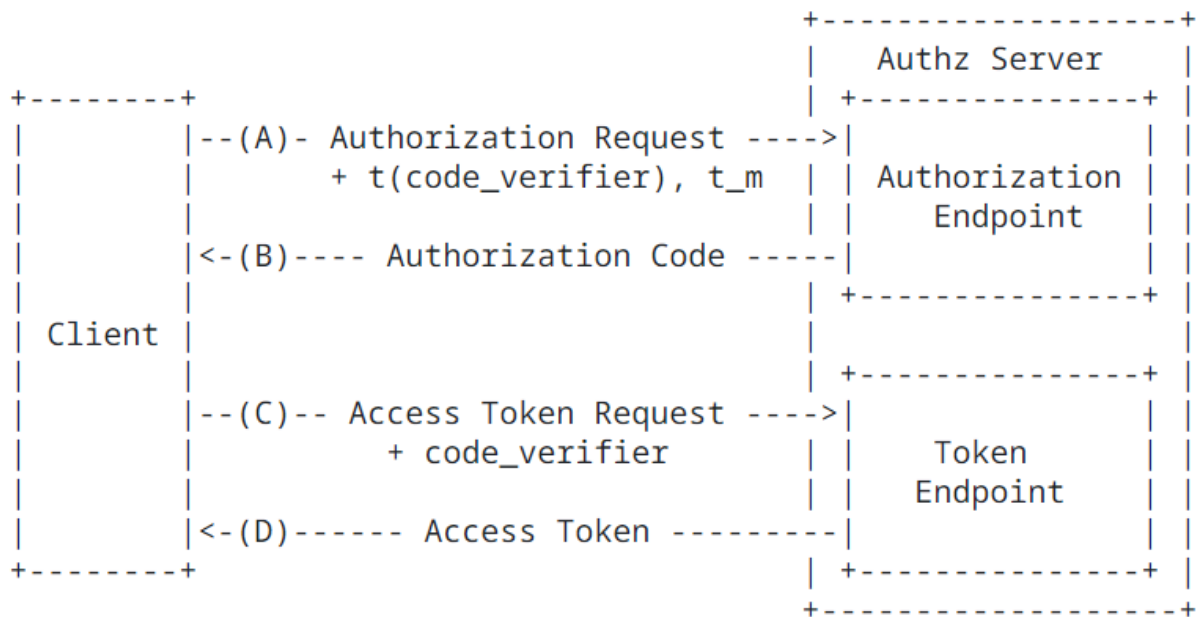 +-------------------+
|   Authz Server    |
+--------+                                | +---------------+ |
|        |--(A)- Authorization Request ---->|               | |
|        |       + t(code_verifier), t_m  | | Authorization | |
|        |                                | |    Endpoint   | |
|        |<-(B)---- Authorization Code -----|               | |
|        |                                | +---------------+ |
| Client |                                |                   |
|        |                                | +---------------+ |
|        |--(C)-- Access Token Request ---->|               | |
|        |          + code_verifier       | |    Token      | |
|        |                                | |   Endpoint    | |
|        |<-(D)------ Access Token ---------|               | |
+--------+                                | +---------------+ |
+-------------------+